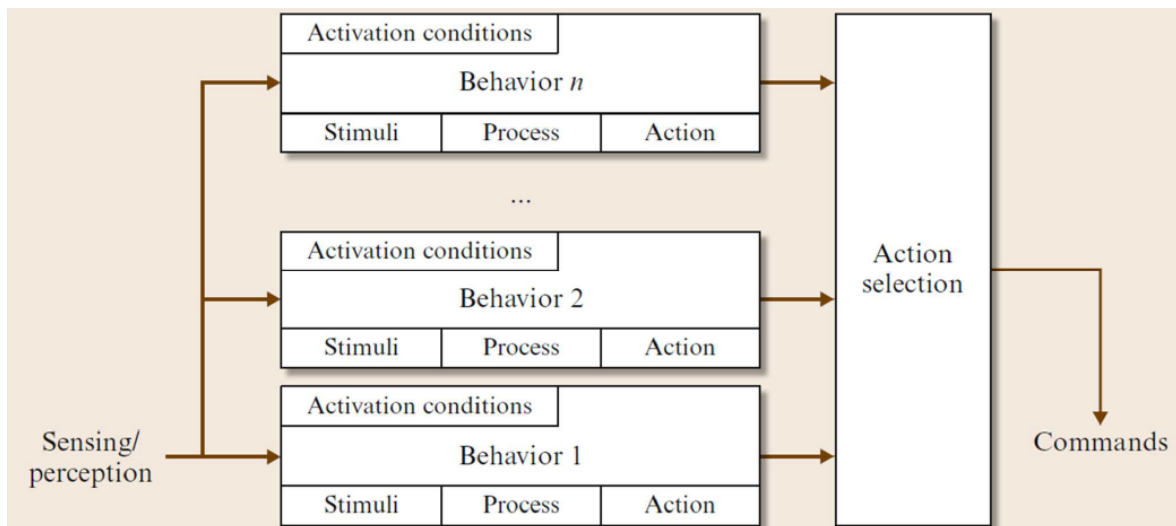 Activation conditions
Behavior n
Stimuli Process Action
...
Activation conditions
Behavior 2
Stimuli Process Action
Activation conditions
Behavior 1
Stimuli Process Action
Sensing/
perception
Action
selection
Commands